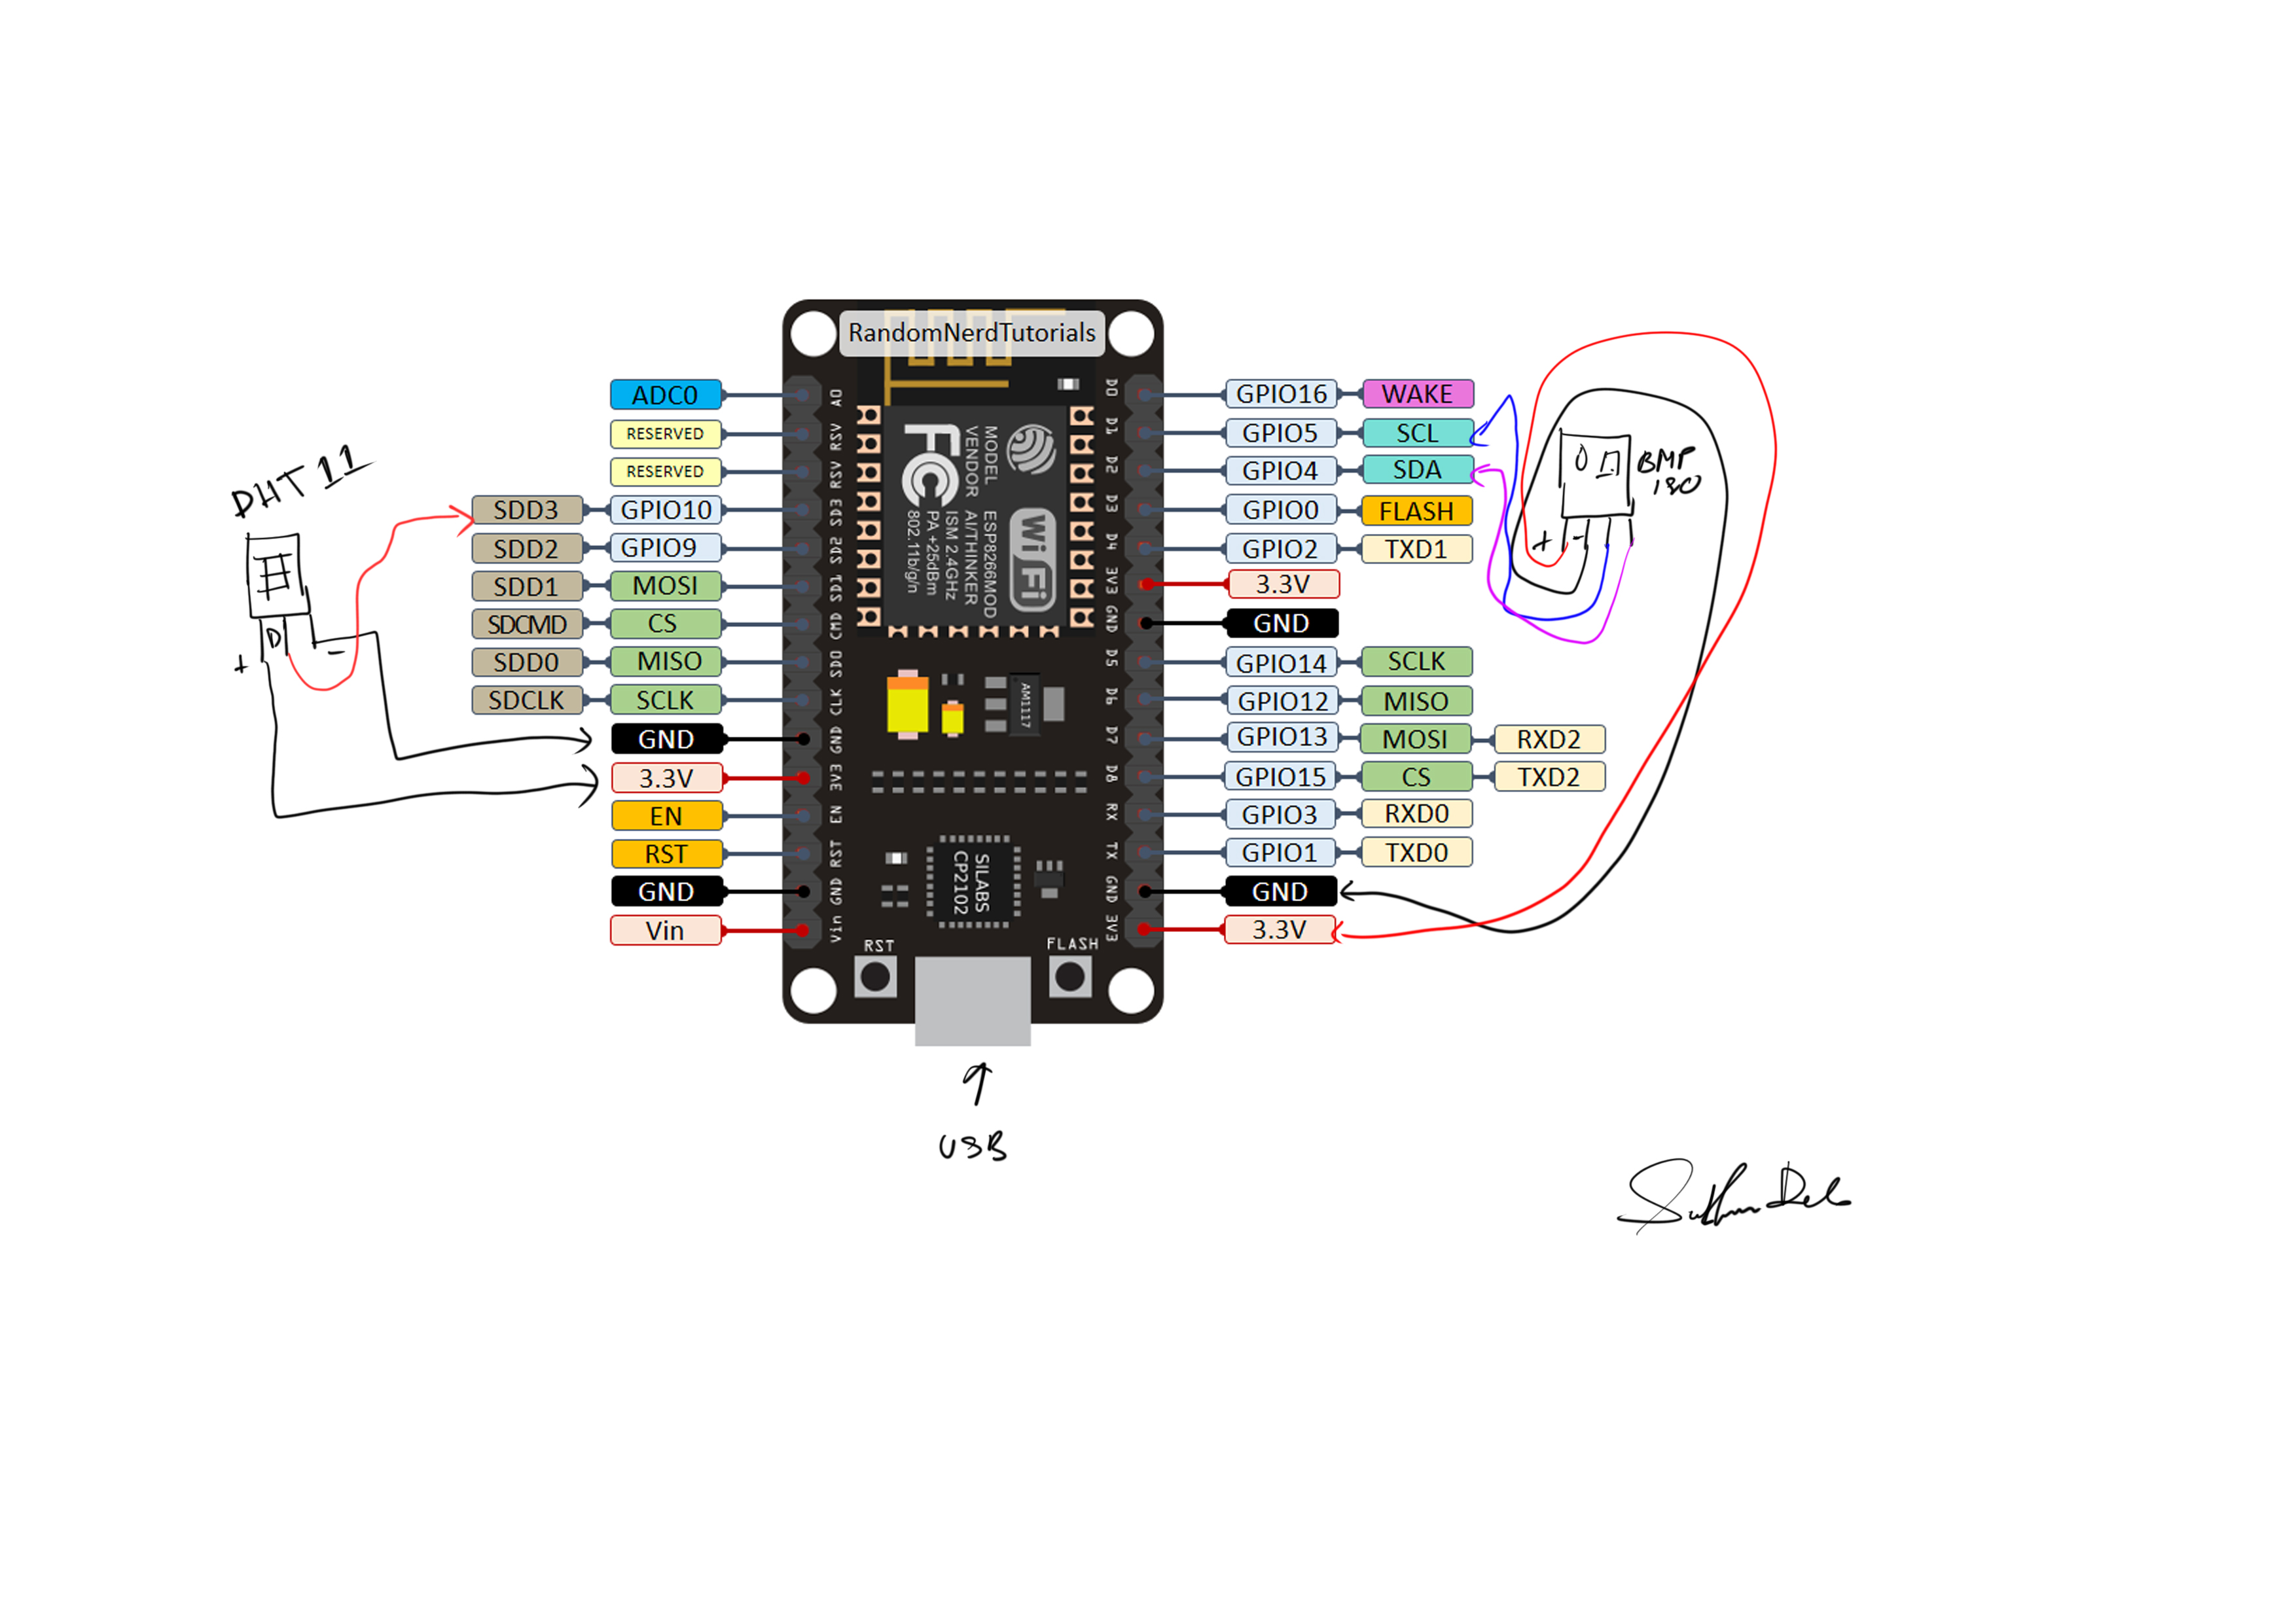 RandomNerdTutorials
ADC0 A0 D0 GPIO16 WAKE
RESERVED RSV D1 GPIO5 SCL
RESERVED RSV D2 GPIO4 SDA
SDD3 GPIO10 SD3 D3 GPIO0 FLASH
SDD2 GPIO9 SD2 D4 GPIO2 TXD1
SDD1 MOSI SD1 3V3 3.3V
SDCMD CS CMD GND GND
SDD0 MISO SD0 D5 GPIO14 SCLK
SDCLK SCLK CLK D6 GPIO12 MISO
GND GND D7 GPIO13 MOSI RXD2
3.3V 3V3 D8 GPIO15 CS TXD2
EN EN RX GPIO3 RXD0
RST RST TX GPIO1 TXD0
GND GND GND GND
Vin Vin 3V3 3.3V
MODEL ESP8266MOD
VENDOR AI/THINKER
ISM 2.4GHz
PA +25dBm
802.11b/g/n
FC
WiFi
AM1117
SILABS
CP2102
RST
FLASH
DHT 11
+ D -
BMP
180
+ -
USB